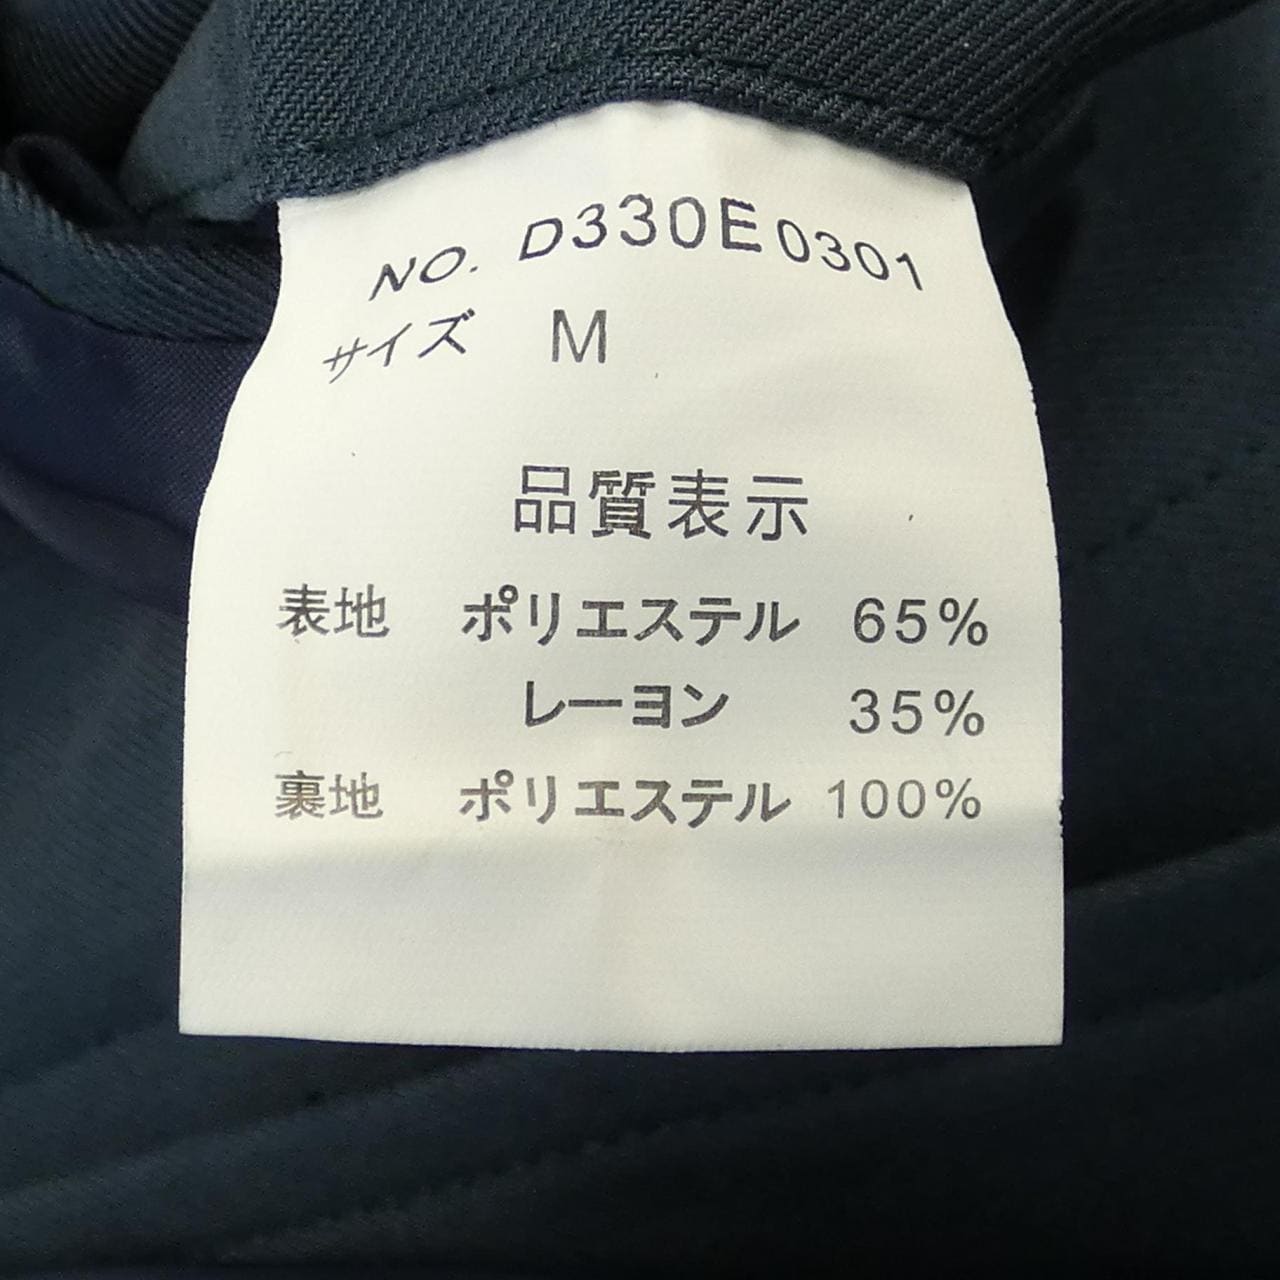 NO. D330E0301
サイズ M
品質表示
表地 ポリエステル 65%
レーヨン 35%
裏地 ポリエステル 100%